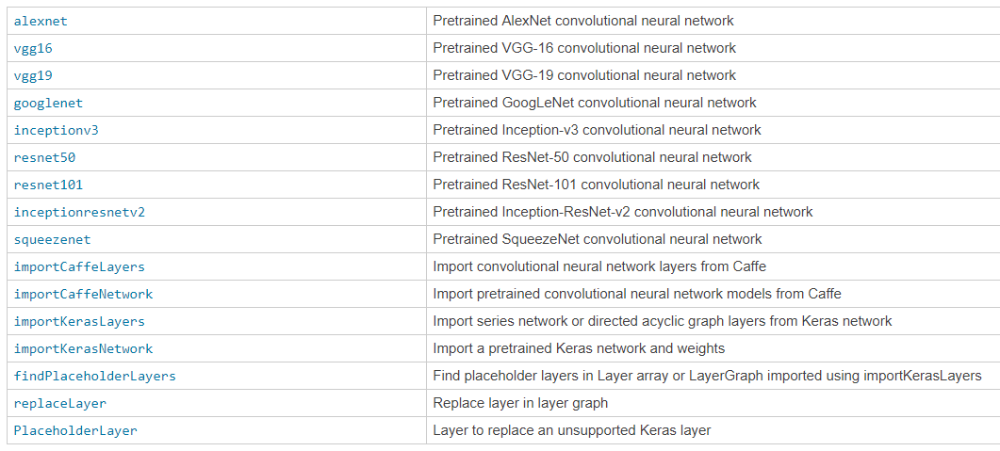 alexnet Pretrained AlexNet convolutional neural network
vgg16 Pretrained VGG-16 convolutional neural network
vgg19 Pretrained VGG-19 convolutional neural network
googlenet Pretrained GoogLeNet convolutional neural network
inceptionv3 Pretrained Inception-v3 convolutional neural network
resnet50 Pretrained ResNet-50 convolutional neural network
resnet101 Pretrained ResNet-101 convolutional neural network
inceptionresnetv2 Pretrained Inception-ResNet-v2 convolutional neural network
squeezenet Pretrained SqueezeNet convolutional neural network
importCaffeLayers Import convolutional neural network layers from Caffe
importCaffeNetwork Import pretrained convolutional neural network models from Caffe
importKerasLayers Import series network or directed acyclic graph layers from Keras network
importKerasNetwork Import a pretrained Keras network and weights
findPlaceholderLayers Find placeholder layers in Layer array or LayerGraph imported using importKerasLayers
replaceLayer Replace layer in layer graph
PlaceholderLayer Layer to replace an unsupported Keras layer